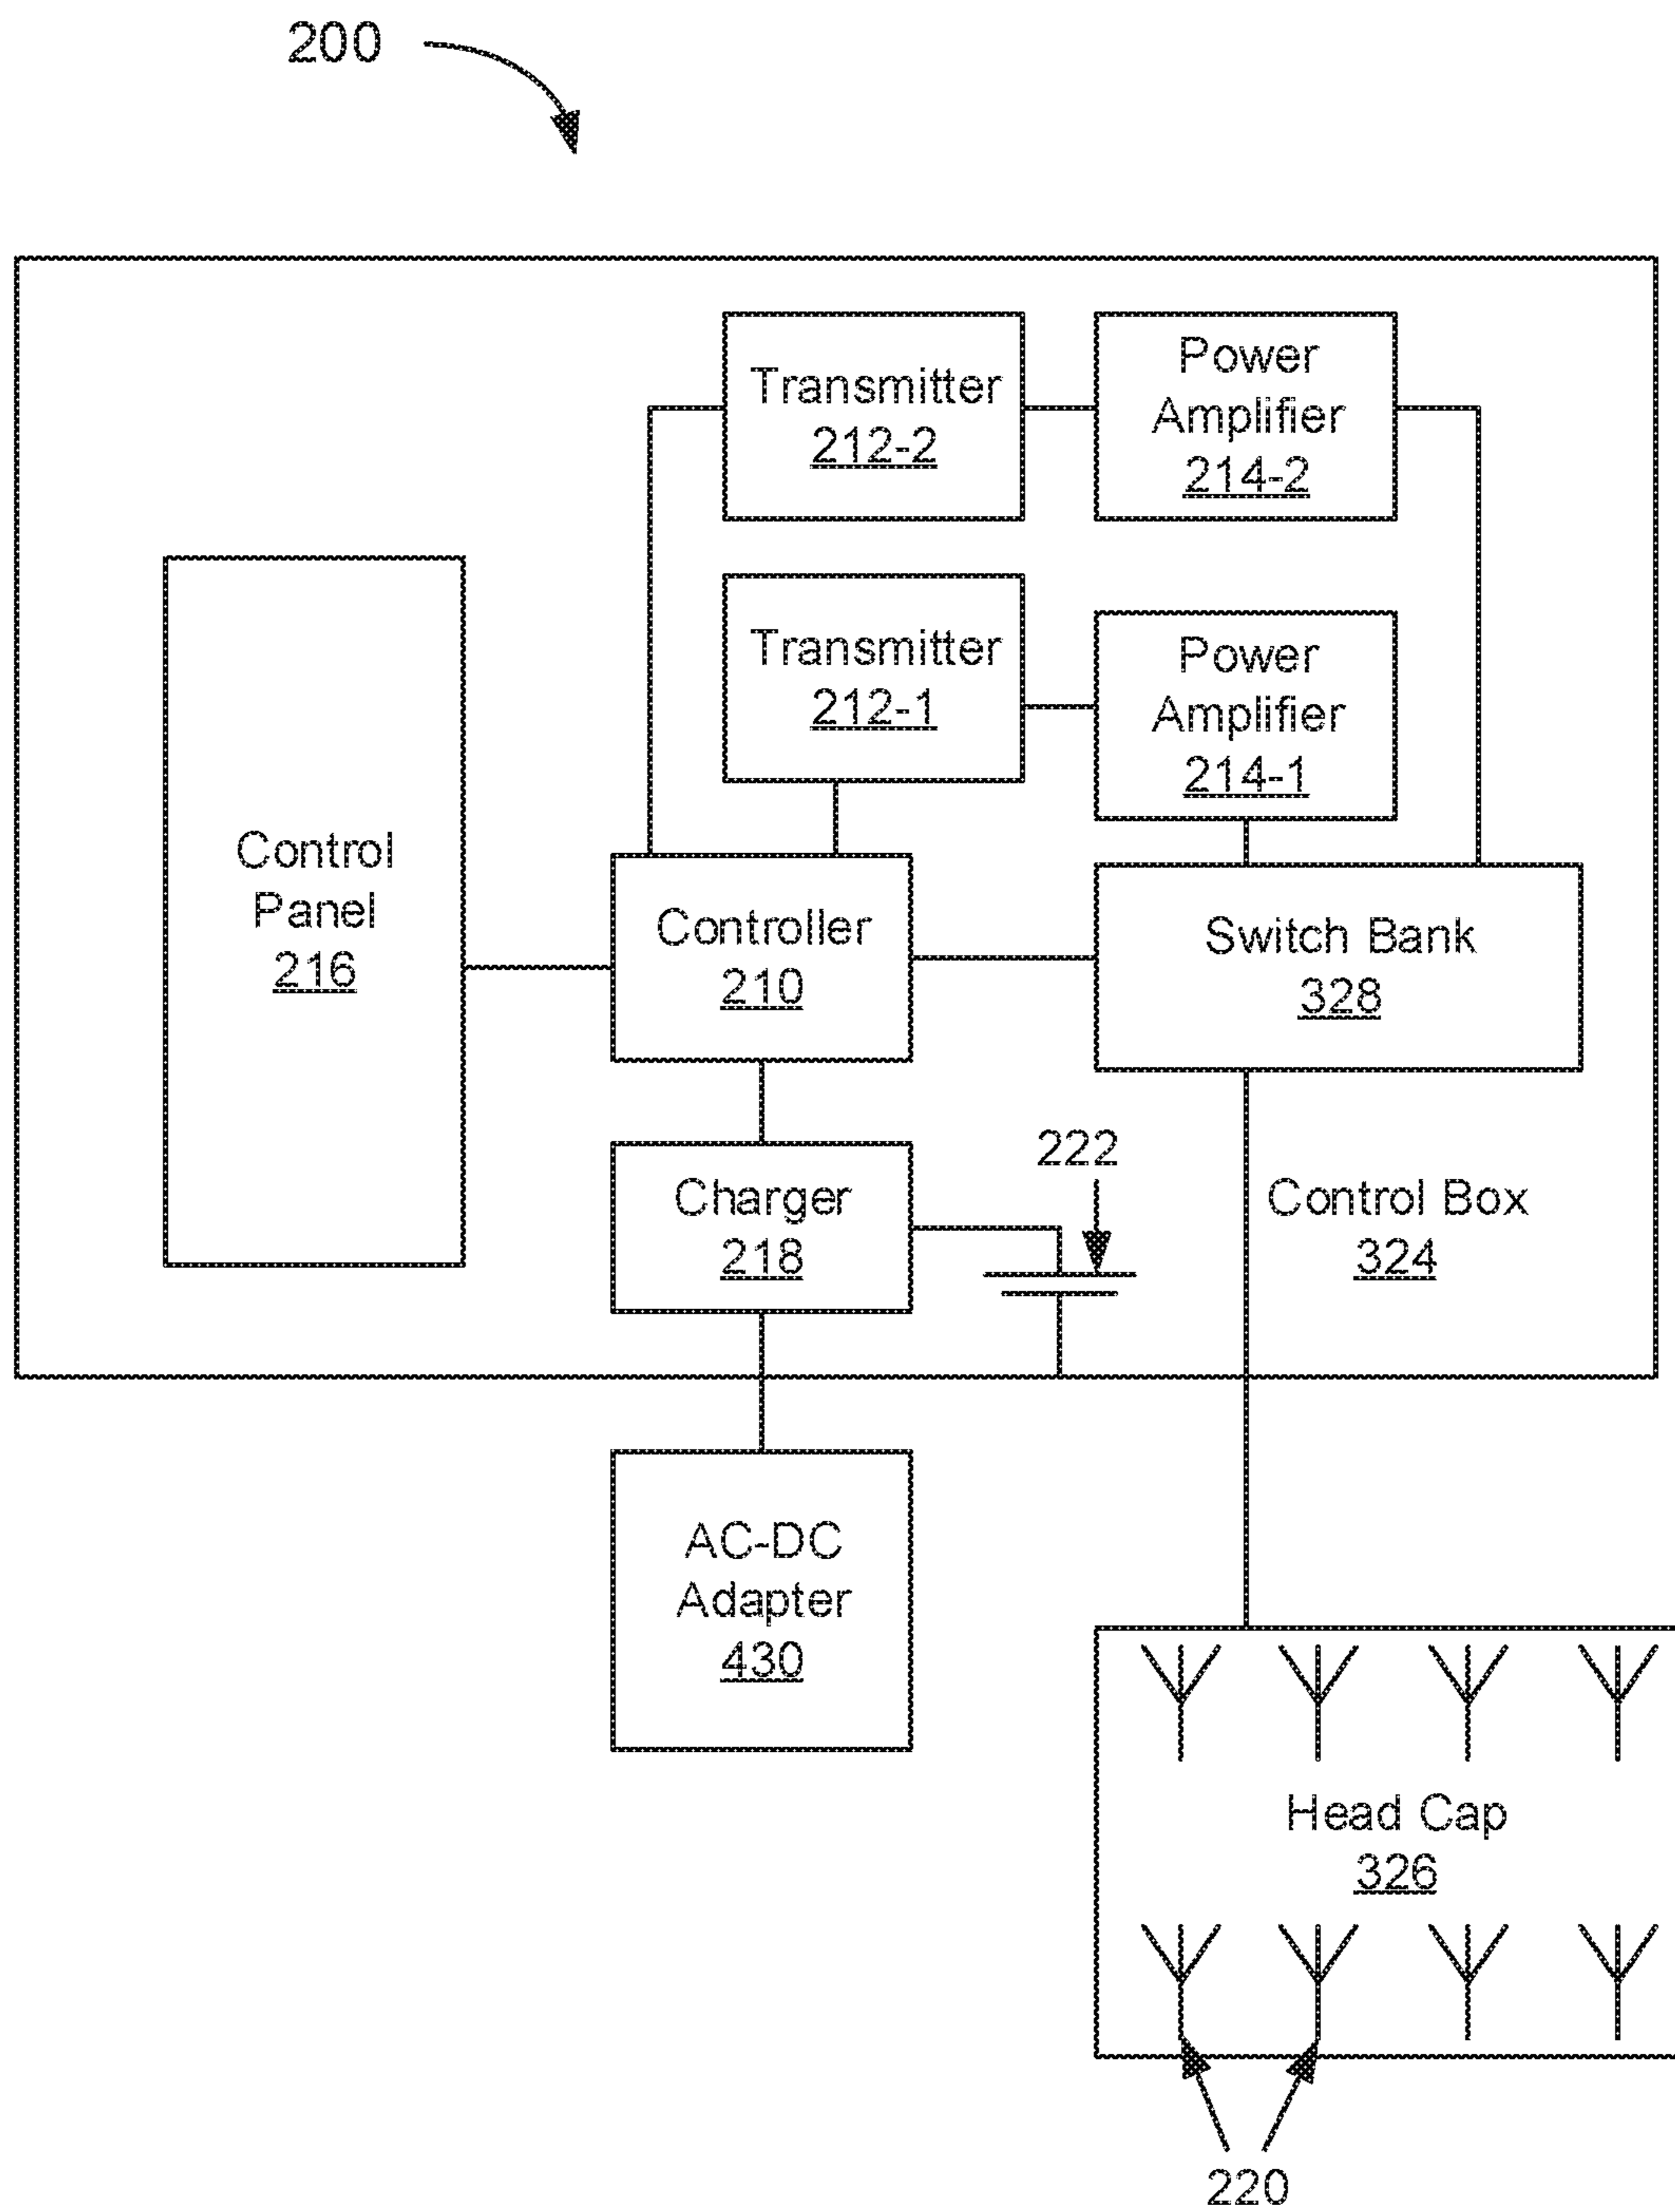 200
Transmitter
212-2
Power
Amplifier
214-2
Transmitter
212-1
Power
Amplifier
214-1
Control
Panel
216
Controller
210
Switch Bank
328
Charger
218
222
Control Box
324
AC-DC
Adapter
430
Head Cap
326
220